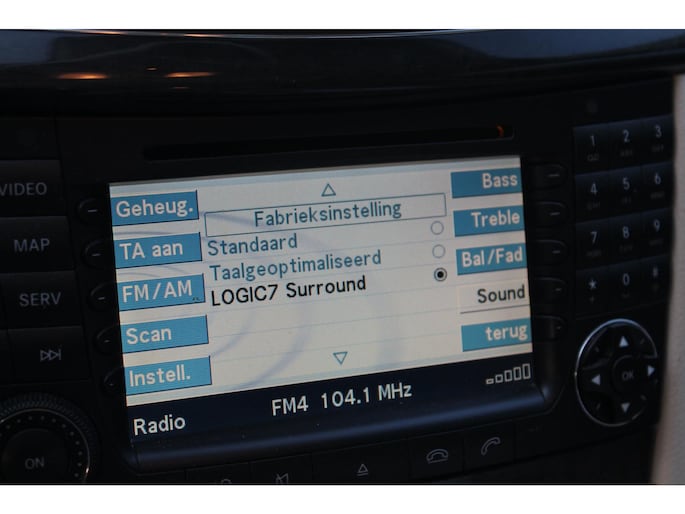 VIDEO
MAP
SERV
ON
Geheug.
TA aan
FM/AM
Scan
Instell.
Fabrieksinstelling
Standaard
Taalgeoptimaliseerd
LOGIC7 Surround
Bass
Treble
Bal/Fad
Sound
terug
Radio
FM4 104.1 MHz
1 2 3
4 5 6
7 8 9
* 0 #
OK